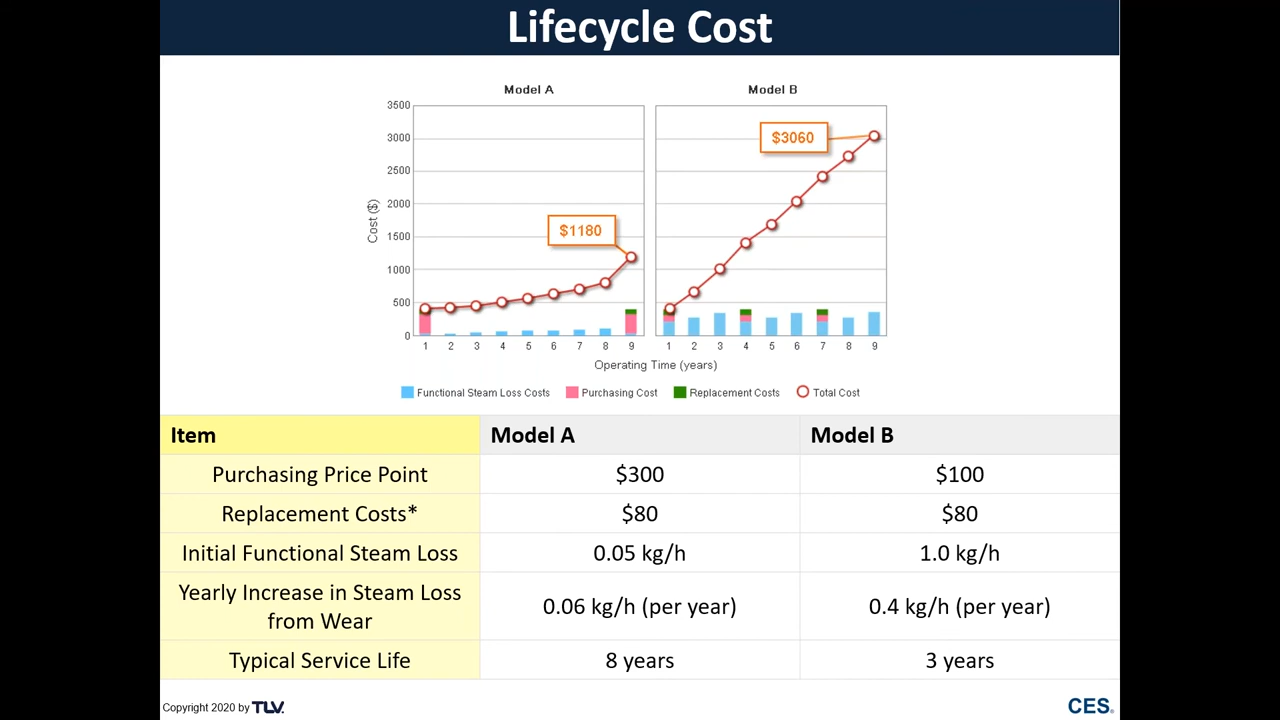 Lifecycle Cost
Model A
Model B
3500
3000
2500
2000
1500
1000
500
0
Cost ($)
$1180
$3060
1 2 3 4 5 6 7 8 9
1 2 3 4 5 6 7 8 9
Operating Time (years)
Functional Steam Loss Costs Purchasing Cost Replacement Costs Total Cost
Item Model A Model B
Purchasing Price Point $300 $100
Replacement Costs* $80 $80
Initial Functional Steam Loss 0.05 kg/h 1.0 kg/h
Yearly Increase in Steam Loss
from Wear 0.06 kg/h (per year) 0.4 kg/h (per year)
Typical Service Life 8 years 3 years
Copyright 2020 by TLV.
CES.